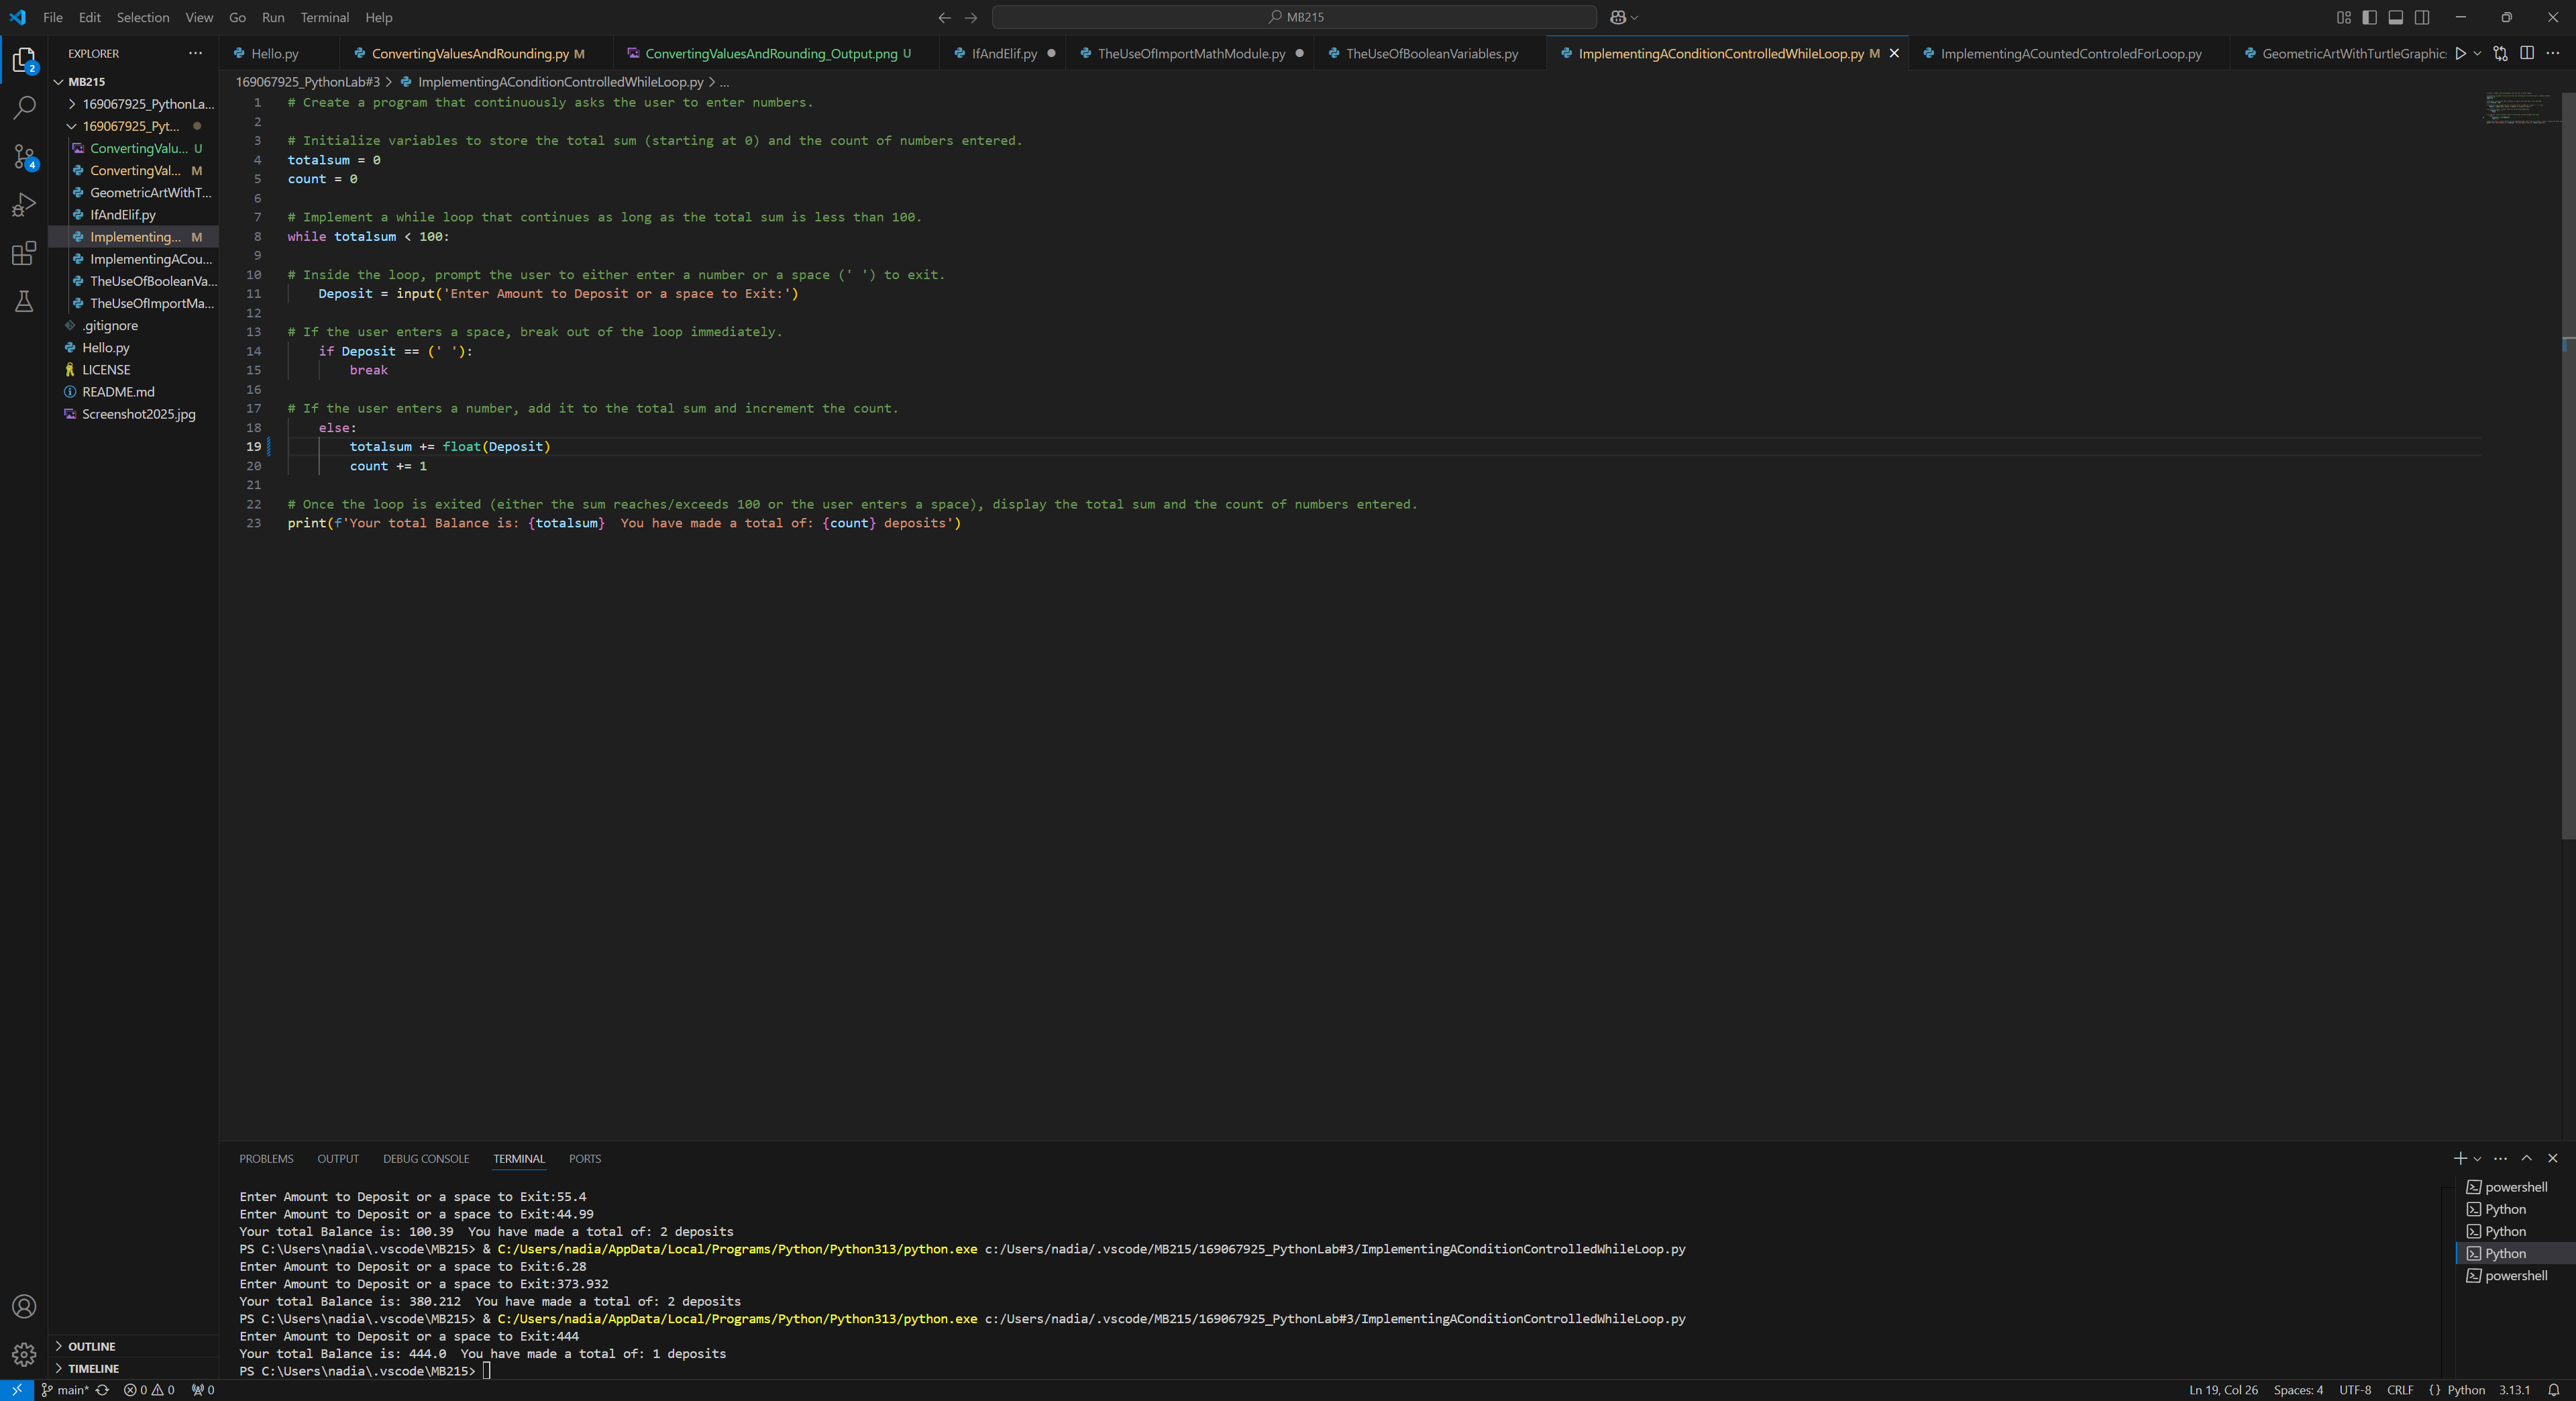 File Edit Selection View Go Run Terminal Help
MB215
EXPLORER
Hello.py
ConvertingValuesAndRounding.py M
ConvertingValuesAndRounding_Output.png U
IfAndElif.py
TheUseOfImportMathModule.py
TheUseOfBooleanVariables.py
ImplementingAConditionControlledWhileLoop.py M
ImplementingACountedControledForLoop.py
GeometricArtWithTurtleGraphic
2
4
MB215
169067925_PythonLa...
169067925_Pyt...
ConvertingValu... U
ConvertingVal... M
GeometricArtWithT...
IfAndElif.py
Implementing... M
ImplementingACou...
TheUseOfBooleanVa...
TheUseOfImportMa...
.gitignore
Hello.py
LICENSE
README.md
Screenshot2025.jpg
OUTLINE
TIMELINE
169067925_PythonLab#3 > ImplementingAConditionControlledWhileLoop.py > ...
1 # Create a program that continuously asks the user to enter numbers.
2
3 # Initialize variables to store the total sum (starting at 0) and the count of numbers entered.
4 totalsum = 0
5 count = 0
6
7 # Implement a while loop that continues as long as the total sum is less than 100.
8 while totalsum < 100:
9
10 # Inside the loop, prompt the user to either enter a number or a space (' ') to exit.
11     Deposit = input('Enter Amount to Deposit or a space to Exit:')
12
13 # If the user enters a space, break out of the loop immediately.
14     if Deposit == (' '):
15         break
16
17 # If the user enters a number, add it to the total sum and increment the count.
18     else:
19         totalsum += float(Deposit)
20         count += 1
21
22 # Once the loop is exited (either the sum reaches/exceeds 100 or the user enters a space), display the total sum and the count of numbers entered.
23 print(f'Your total Balance is: {totalsum}  You have made a total of: {count} deposits')
PROBLEMS OUTPUT DEBUG CONSOLE TERMINAL PORTS
Enter Amount to Deposit or a space to Exit:55.4
Enter Amount to Deposit or a space to Exit:44.99
Your total Balance is: 100.39  You have made a total of: 2 deposits
PS C:\Users\nadia\.vscode\MB215> & C:/Users/nadia/AppData/Local/Programs/Python/Python313/python.exe c:/Users/nadia/.vscode/MB215/169067925_PythonLab#3/ImplementingAConditionControlledWhileLoop.py
Enter Amount to Deposit or a space to Exit:6.28
Enter Amount to Deposit or a space to Exit:373.932
Your total Balance is: 380.212  You have made a total of: 2 deposits
PS C:\Users\nadia\.vscode\MB215> & C:/Users/nadia/AppData/Local/Programs/Python/Python313/python.exe c:/Users/nadia/.vscode/MB215/169067925_PythonLab#3/ImplementingAConditionControlledWhileLoop.py
Enter Amount to Deposit or a space to Exit:444
Your total Balance is: 444.0  You have made a total of: 1 deposits
PS C:\Users\nadia\.vscode\MB215>
powershell
Python
Python
Python
powershell
main* 0 0 0
Ln 19, Col 26 Spaces: 4 UTF-8 CRLF {} Python 3.13.1